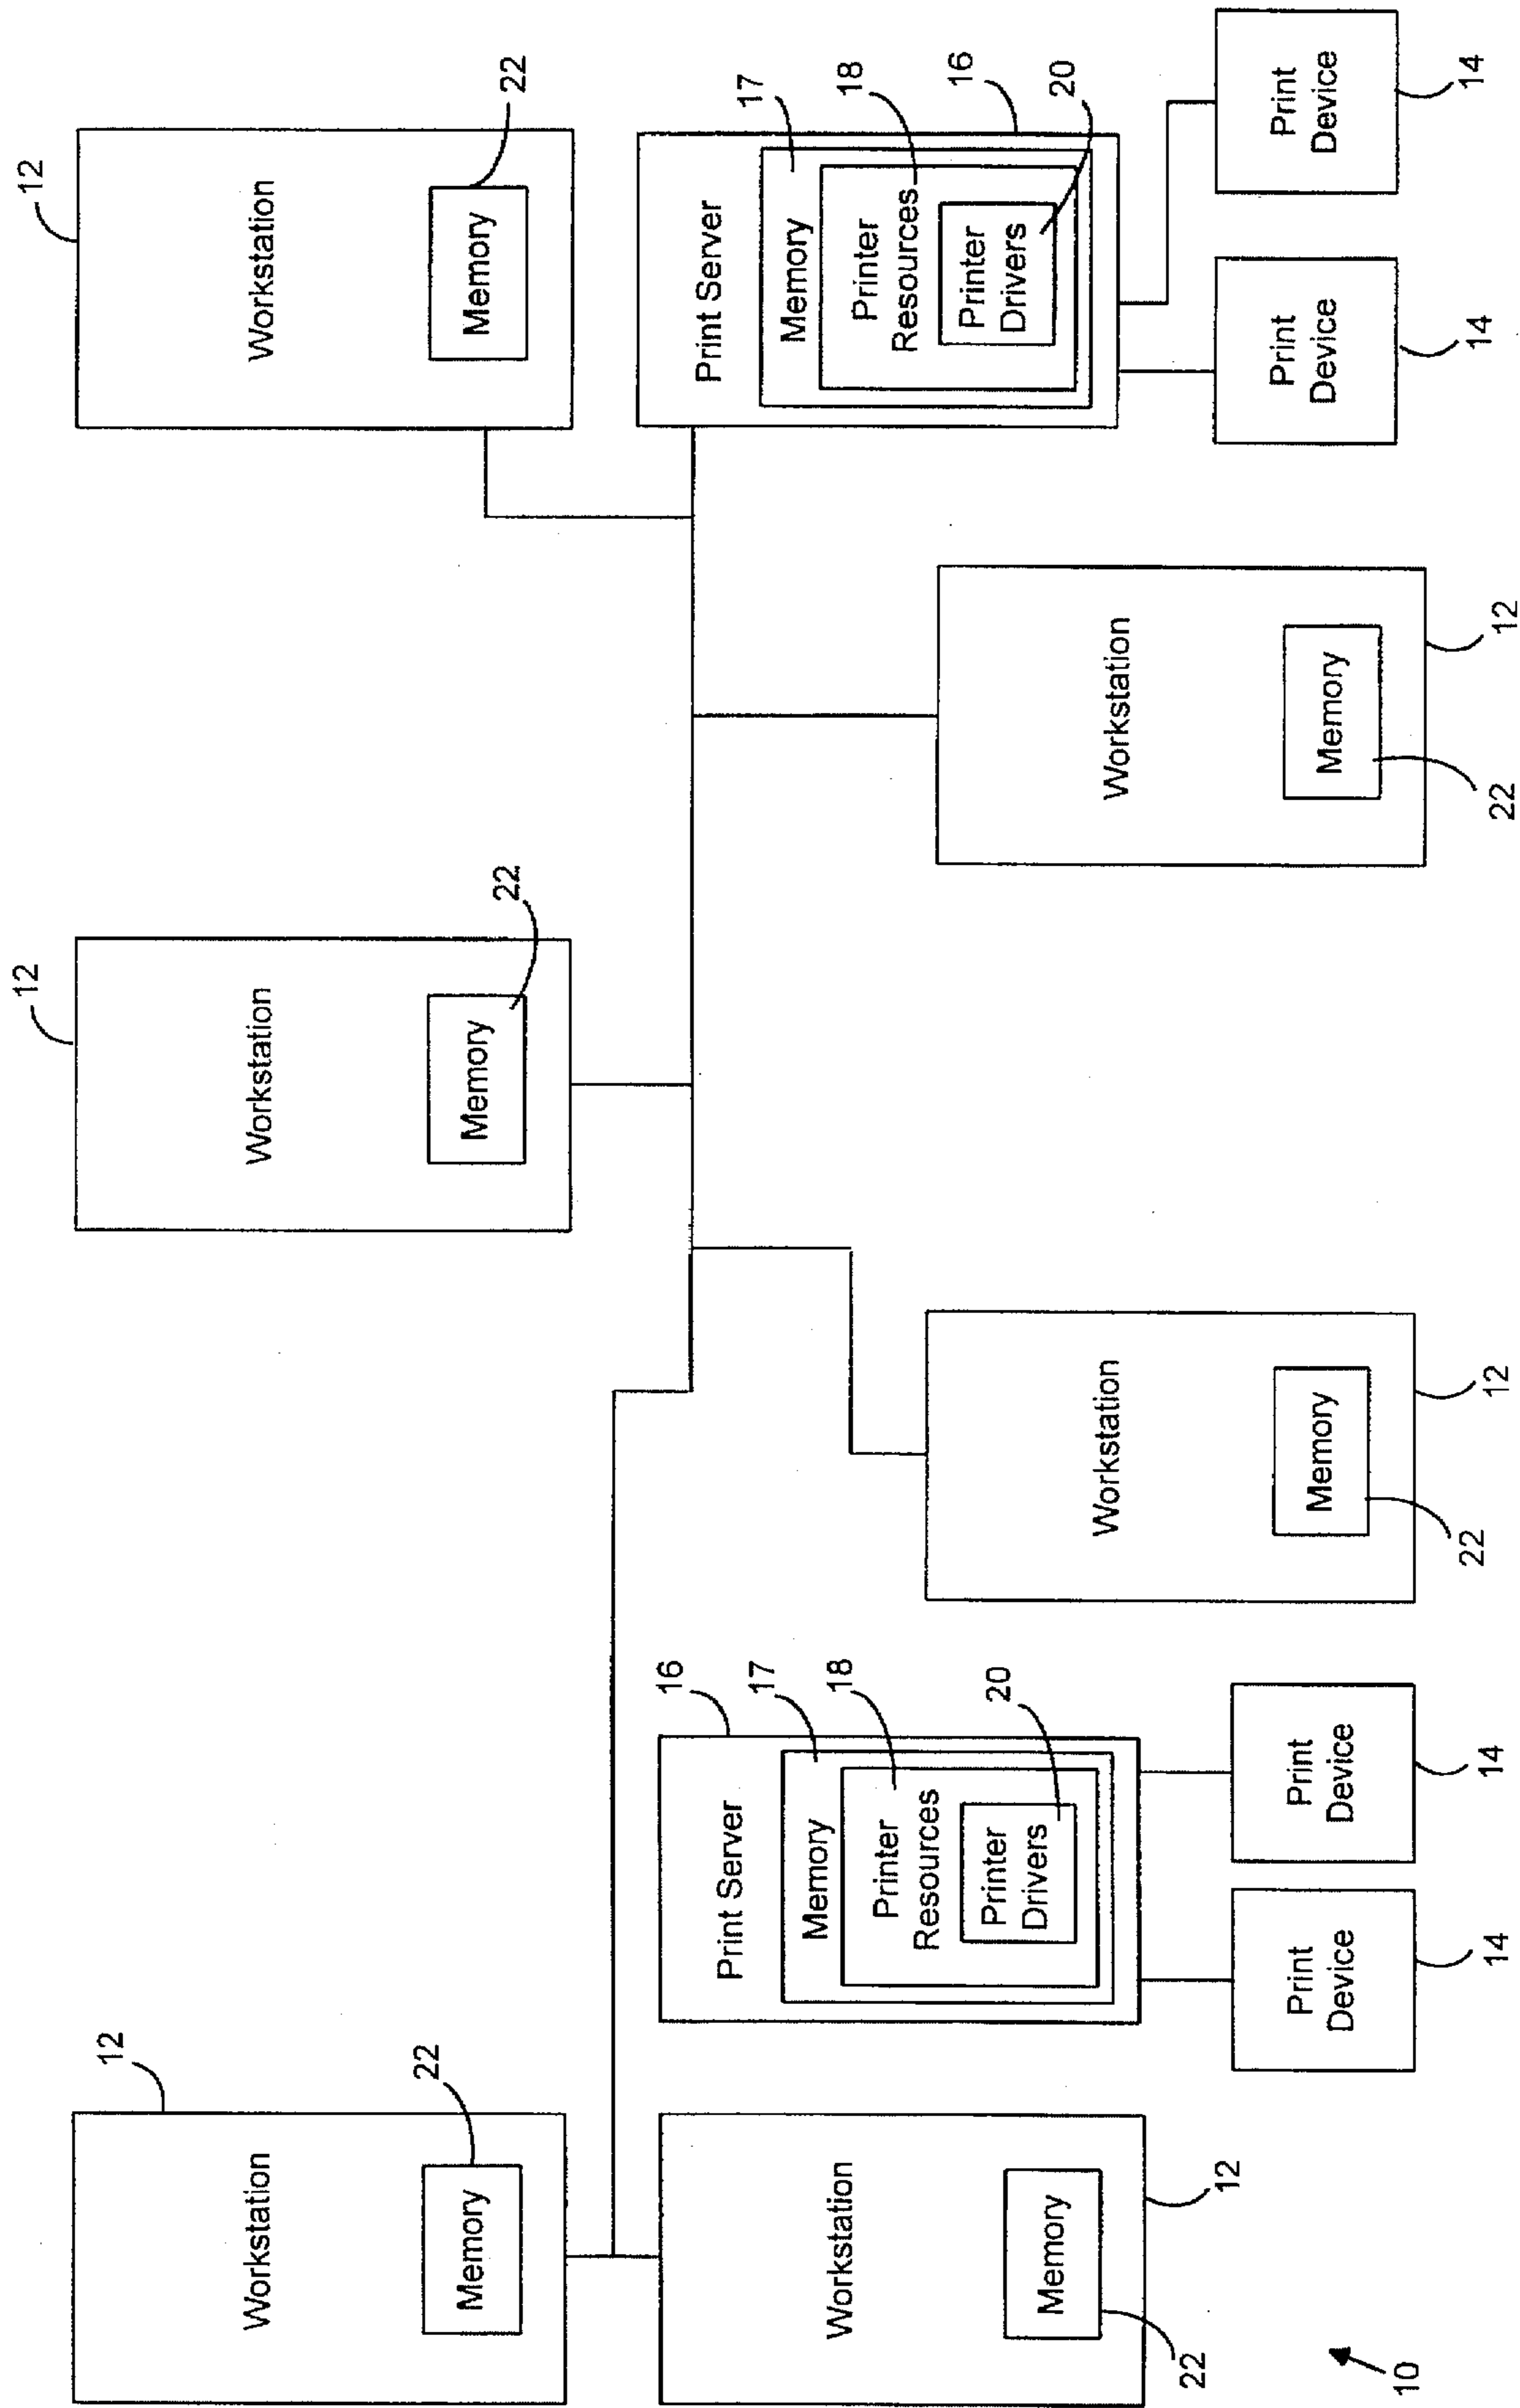 12
Workstation
22
Memory
12
Workstation
22
Memory
12
Workstation
22
Memory
Workstation
Memory
22
12
16
Print Server
17
Memory
18
Printer
Resources
20
Printer
Drivers
Print
Device
14
Print
Device
14
Workstation
Memory
22
12
Workstation
Memory
22
12
Print Server
17
Memory
18
Printer
Resources
16
Printer
Drivers
20
Print
Device
14
Print
Device
14
10